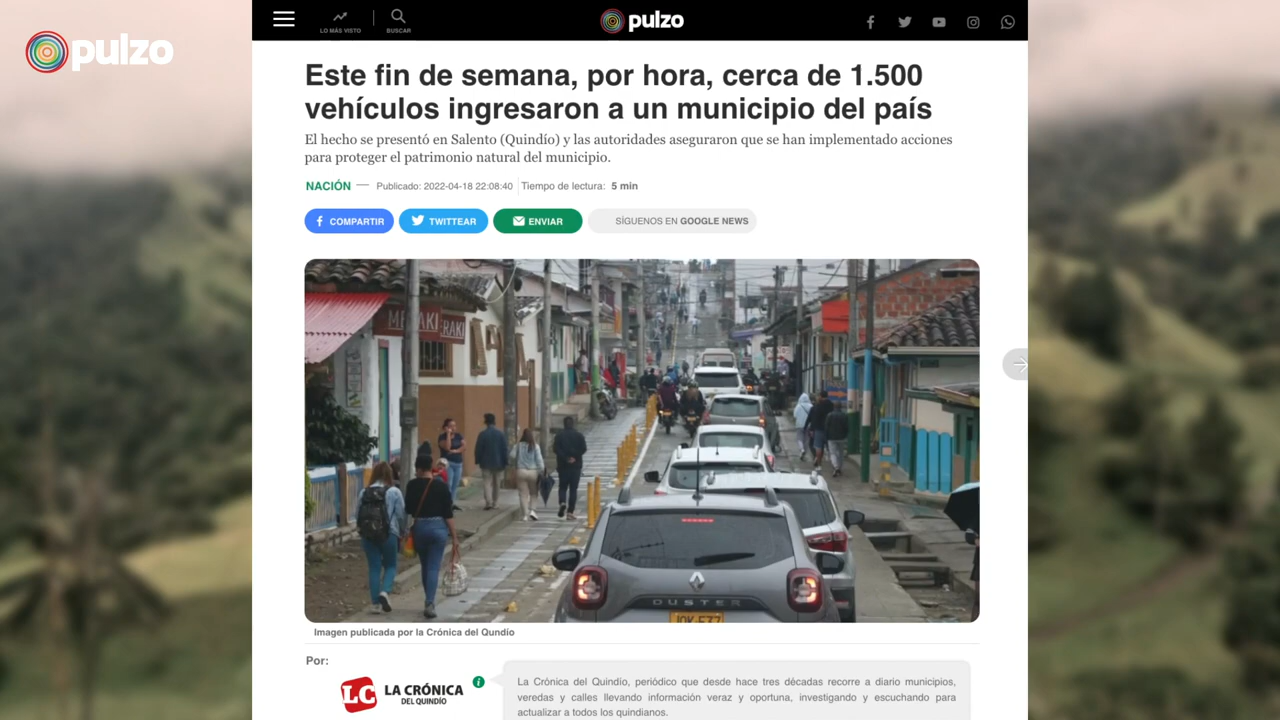 pulzo
LO MÁS VISTO
BUSCAR
pulzo
Este fin de semana, por hora, cerca de 1.500
vehículos ingresaron a un municipio del país
El hecho se presentó en Salento (Quindío) y las autoridades aseguraron que se han implementado acciones
para proteger el patrimonio natural del municipio.
NACIÓN — Publicado: 2022-04-18 22:08:40 Tiempo de lectura: 5 min
COMPARTIR
TWITTEAR
ENVIAR
SÍGUENOS EN GOOGLE NEWS
DUSTER
Imagen publicada por la Crónica del Qundío
Por:
LC LA CRÓNICA
DEL QUINDÍO
La Crónica del Quindío, periódico que desde hace tres décadas recorre a diario municipios,
veredas y calles llevando información veraz y oportuna, investigando y escuchando para
actualizar a todos los quindianos.